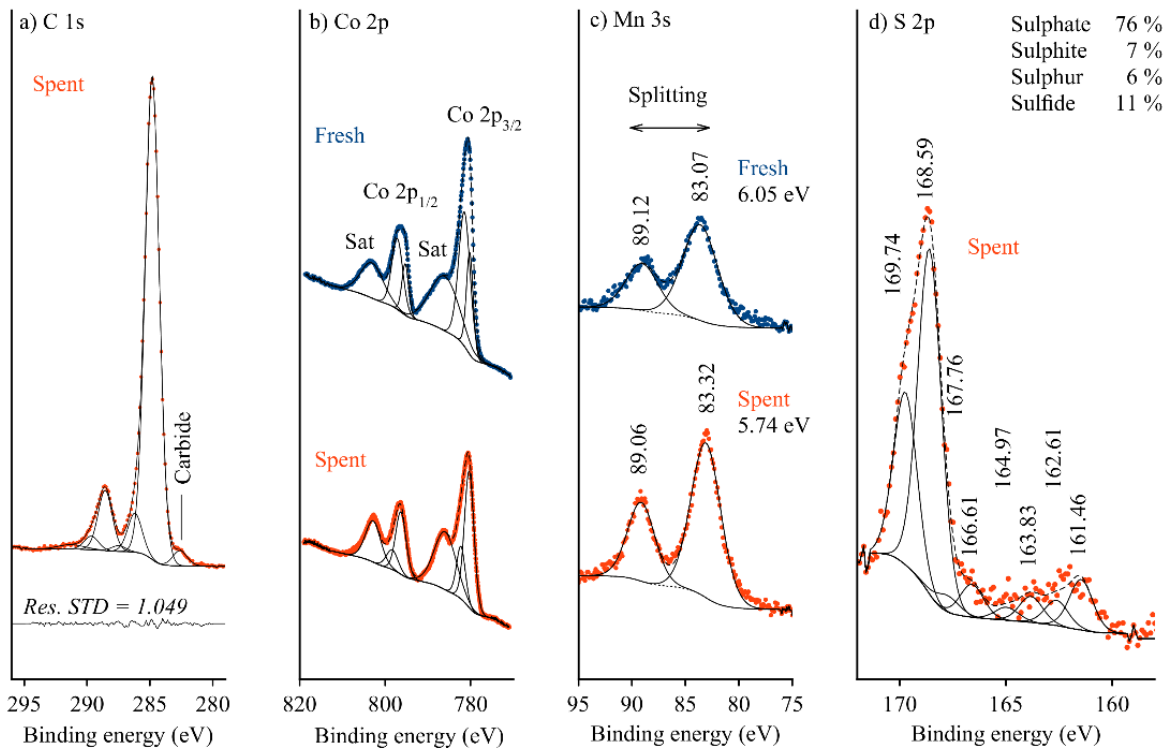 a) C 1s
Spent
Carbide
Res. STD = 1.049
295 290 285 280
Binding energy (eV)
b) Co 2p
Co 2p3/2
Fresh
Co 2p1/2
Sat
Sat
Spent
820 800 780
Binding energy (eV)
c) Mn 3s
Splitting
Fresh
6.05 eV
89.12
83.07
Spent
5.74 eV
89.06
83.32
95 90 85 80 75
Binding energy (eV)
d) S 2p
Sulphate 76 %
Sulphite 7 %
Sulphur 6 %
Sulfide 11 %
Spent
169.74
168.59
167.76
166.61
164.97
163.83
162.61
161.46
170 165 160
Binding energy (eV)